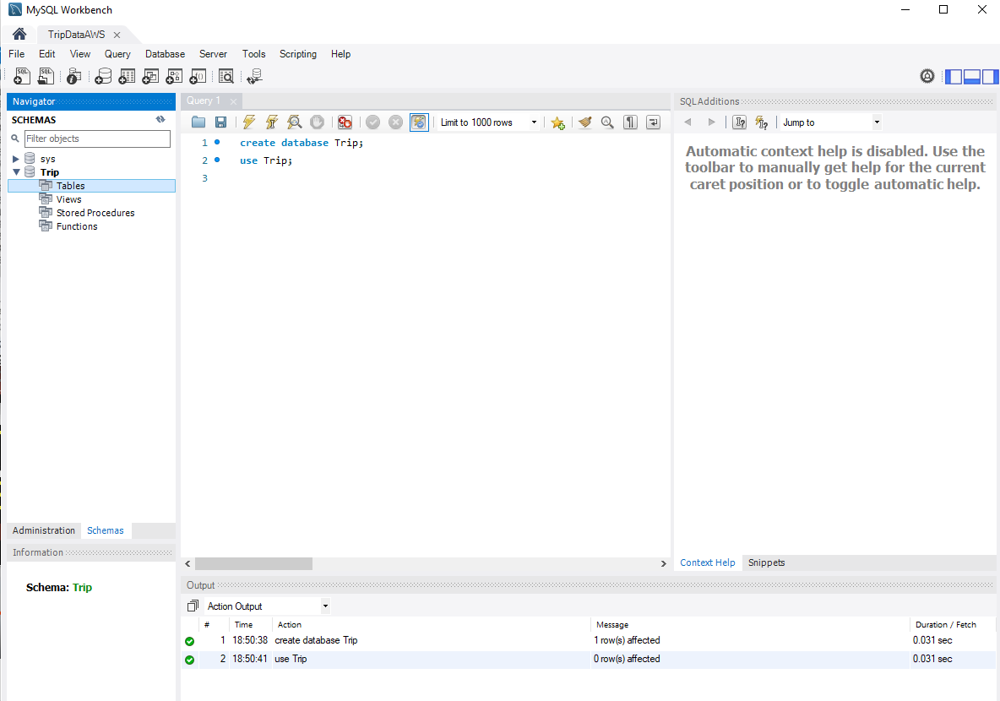 MySQL Workbench
TripDataAWS
File Edit View Query Database Server Tools Scripting Help
Navigator
SCHEMAS
Filter objects
sys
Trip
Tables
Views
Stored Procedures
Functions
Administration Schemas
Information
Schema: Trip
Query 1
Limit to 1000 rows
1 create database Trip;
2 use Trip;
3
SQLAdditions
Jump to
Automatic context help is disabled. Use the
toolbar to manually get help for the current
caret position or to toggle automatic help.
Context Help Snippets
Output
Action Output
# Time Action Message Duration / Fetch
1 18:50:38 create database Trip 1 row(s) affected 0.031 sec
2 18:50:41 use Trip 0 row(s) affected 0.031 sec